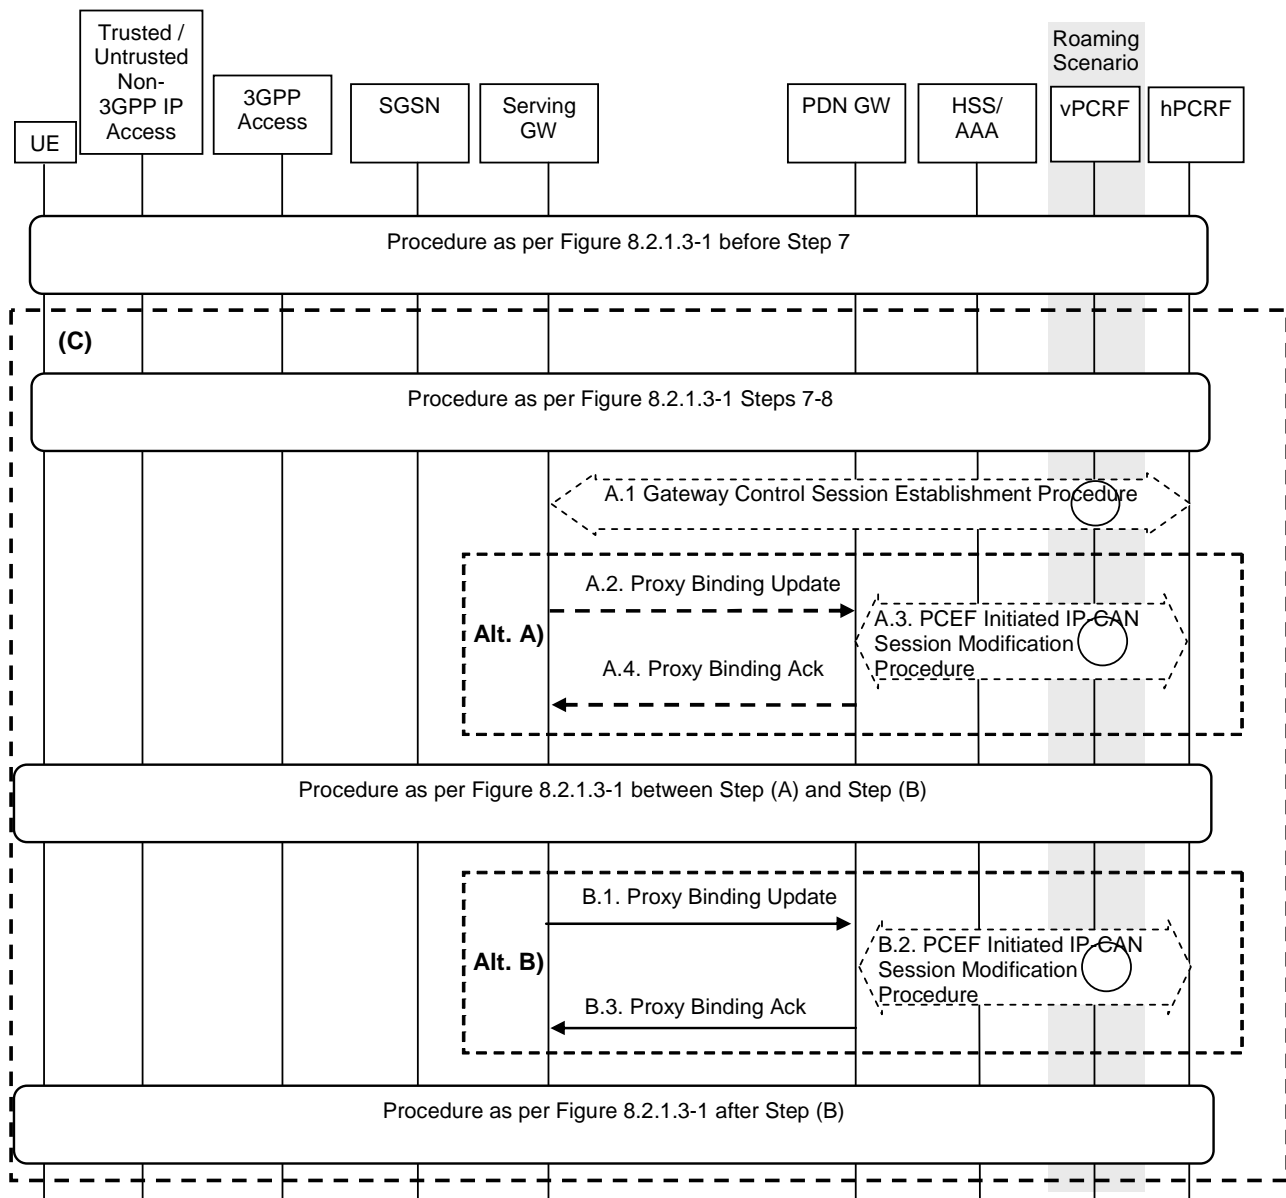 Roaming
Scenario
Trusted /
Untrusted
Non-
3GPP IP
Access
UE
3GPP
Access
SGSN
Serving
GW
PDN GW
HSS/
AAA
vPCRF
hPCRF
Procedure as per Figure 8.2.1.3-1 before Step 7
(C)
Procedure as per Figure 8.2.1.3-1 Steps 7-8
A.1 Gateway Control Session Establishment Procedure
Alt. A)
A.2. Proxy Binding Update
A.3. PCEF Initiated IP-CAN
Session Modification
Procedure
A.4. Proxy Binding Ack
Procedure as per Figure 8.2.1.3-1 between Step (A) and Step (B)
Alt. B)
B.1. Proxy Binding Update
B.2. PCEF Initiated IP-CAN
Session Modification
Procedure
B.3. Proxy Binding Ack
Procedure as per Figure 8.2.1.3-1 after Step (B)